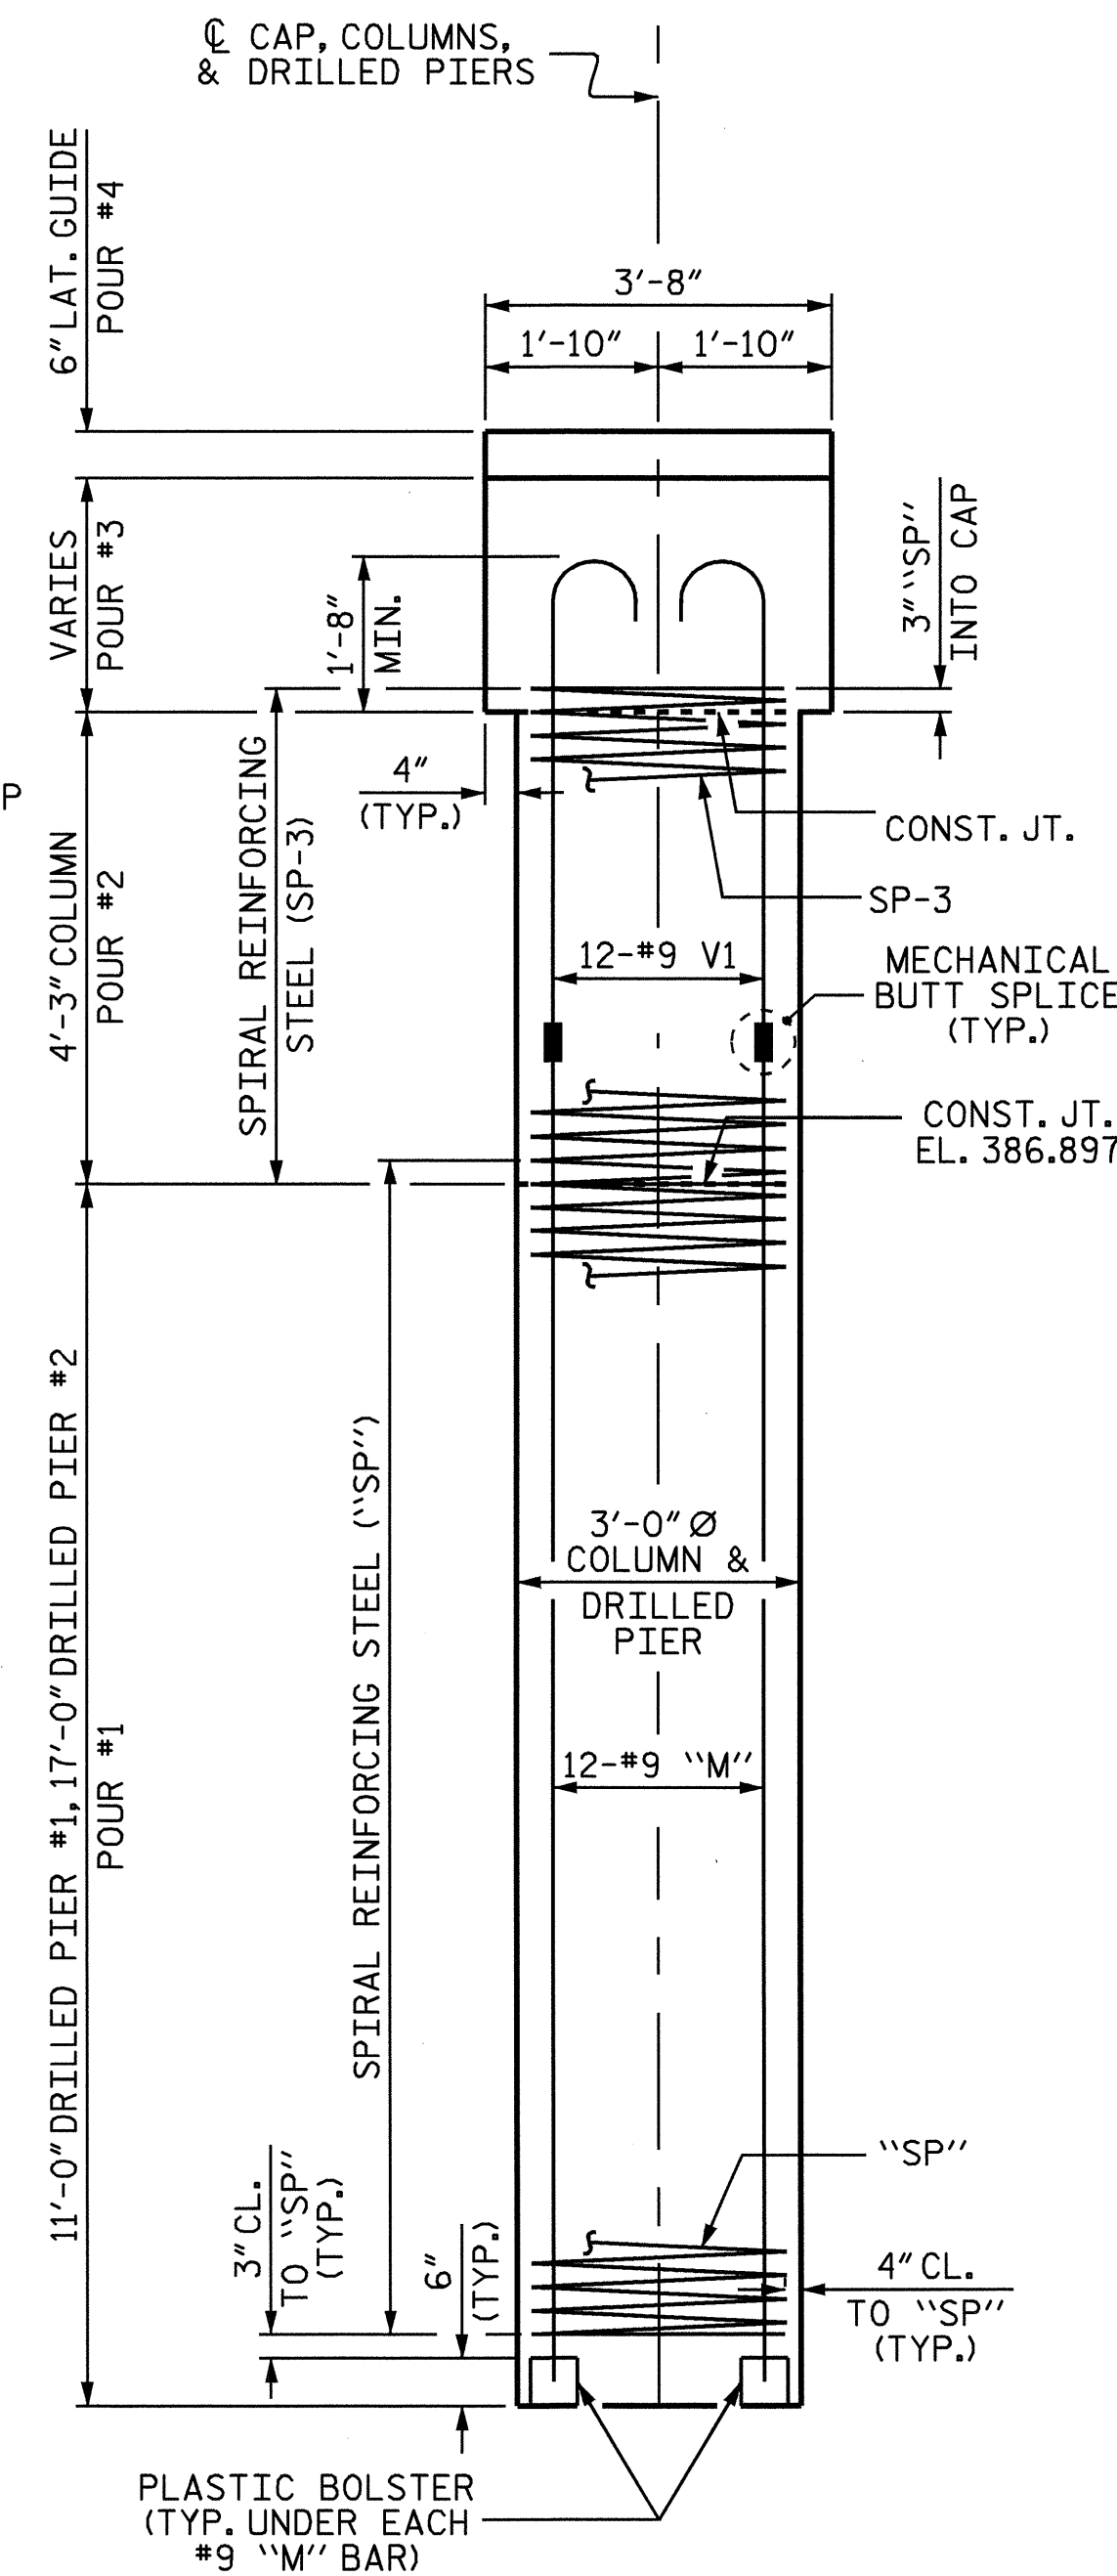 ℄ CAP, COLUMNS,
& DRILLED PIERS
6" LAT. GUIDE
POUR #4
3'-8"
1'-10"
1'-10"
VARIES
POUR #3
1'-8"
MIN.
3" "SP"
INTO CAP
P
4'-3" COLUMN
POUR #2
SPIRAL REINFORCING
STEEL (SP-3)
4"
(TYP.)
CONST. JT.
SP-3
12-#9 V1
MECHANICAL
BUTT SPLICE
(TYP.)
CONST. JT.
EL. 386.897
11'-0" DRILLED PIER #1, 17'-0" DRILLED PIER #2
POUR #1
SPIRAL REINFORCING STEEL ("SP")
3'-0" Ø
COLUMN &
DRILLED
PIER
12-#9 "M"
"SP"
3" CL.
TO "SP"
(TYP.)
6"
(TYP.)
4" CL.
TO "SP"
(TYP.)
PLASTIC BOLSTER
(TYP. UNDER EACH
#9 "M" BAR)